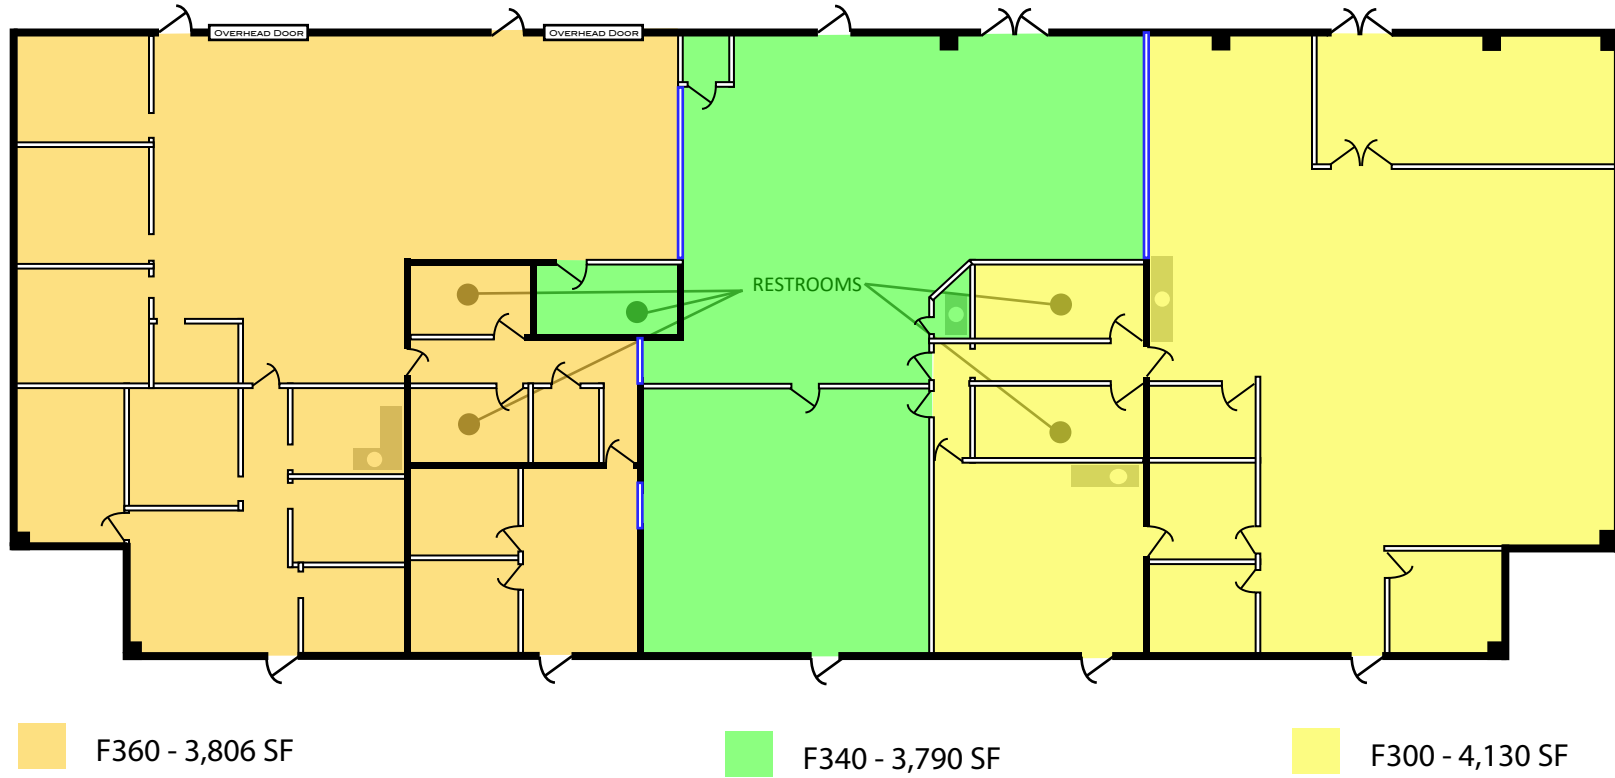 OVERHEAD DOOR
OVERHEAD DOOR
RESTROOMS
F360 - 3,806 SF
F340 - 3,790 SF
F300 - 4,130 SF